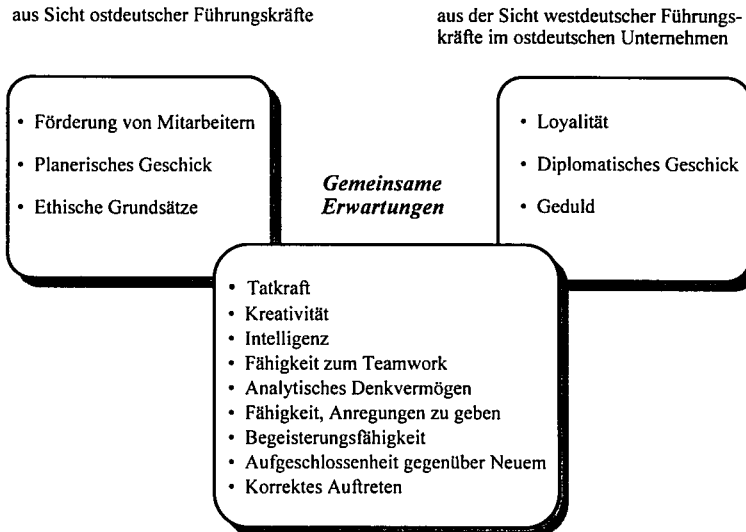 aus Sicht ostdeutscher Führungskräfte
aus der Sicht westdeutscher Führungs-
kräfte im ostdeutschen Unternehmen
• Förderung von Mitarbeitern
• Planerisches Geschick
• Ethische Grundsätze
• Loyalität
• Diplomatisches Geschick
• Geduld
Gemeinsame
Erwartungen
• Tatkraft
• Kreativität
• Intelligenz
• Fähigkeit zum Teamwork
• Analytisches Denkvermögen
• Fähigkeit, Anregungen zu geben
• Begeisterungsfähigkeit
• Aufgeschlossenheit gegenüber Neuem
• Korrektes Auftreten